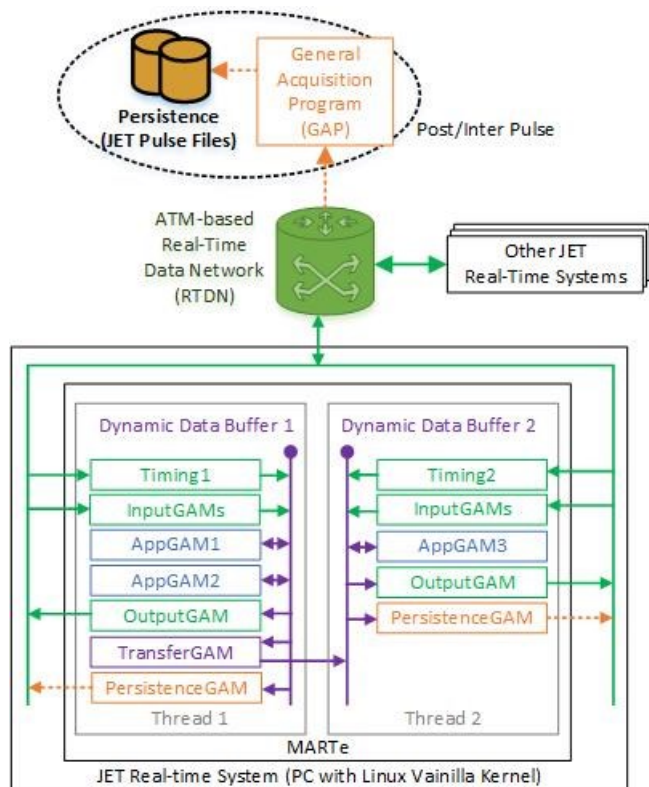 General
Acquisition
Program
(GAP)
Persistence
(JET Pulse Files)
Post/Inter Pulse
ATM-based
Real-Time
Data Network
(RTDN)
Other JET
Real-Time Systems
Dynamic Data Buffer 1
Dynamic Data Buffer 2
Timing1
Timing2
InputGAMs
InputGAMs
AppGAM1
AppGAM3
AppGAM2
OutputGAM
OutputGAM
PersistenceGAM
TransferGAM
PersistenceGAM
Thread 1
Thread 2
MARTe
JET Real-time System (PC with Linux Vainilla Kernel)